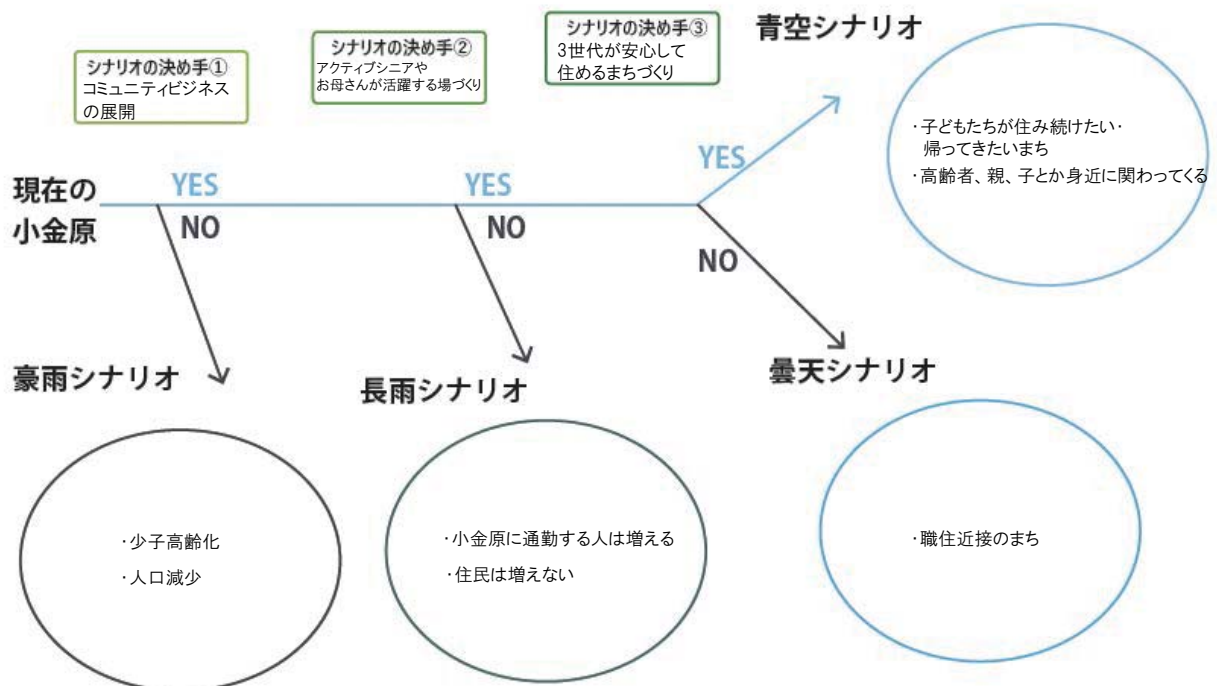 シナリオの決め手①
コミュニティビジネス
の展開
シナリオの決め手②
アクティブシニアや
お母さんが活躍する場づくり
シナリオの決め手③
3世代が安心して
住めるまちづくり
青空シナリオ
・子どもたちが住み続けたい・
帰ってきたいまち
・高齢者、親、子とか身近に関わってくる
現在の
小金原
YES
NO
YES
NO
YES
NO
豪雨シナリオ
・少子高齢化
・人口減少
長雨シナリオ
・小金原に通勤する人は増える
・住民は増えない
曇天シナリオ
・職住近接のまち